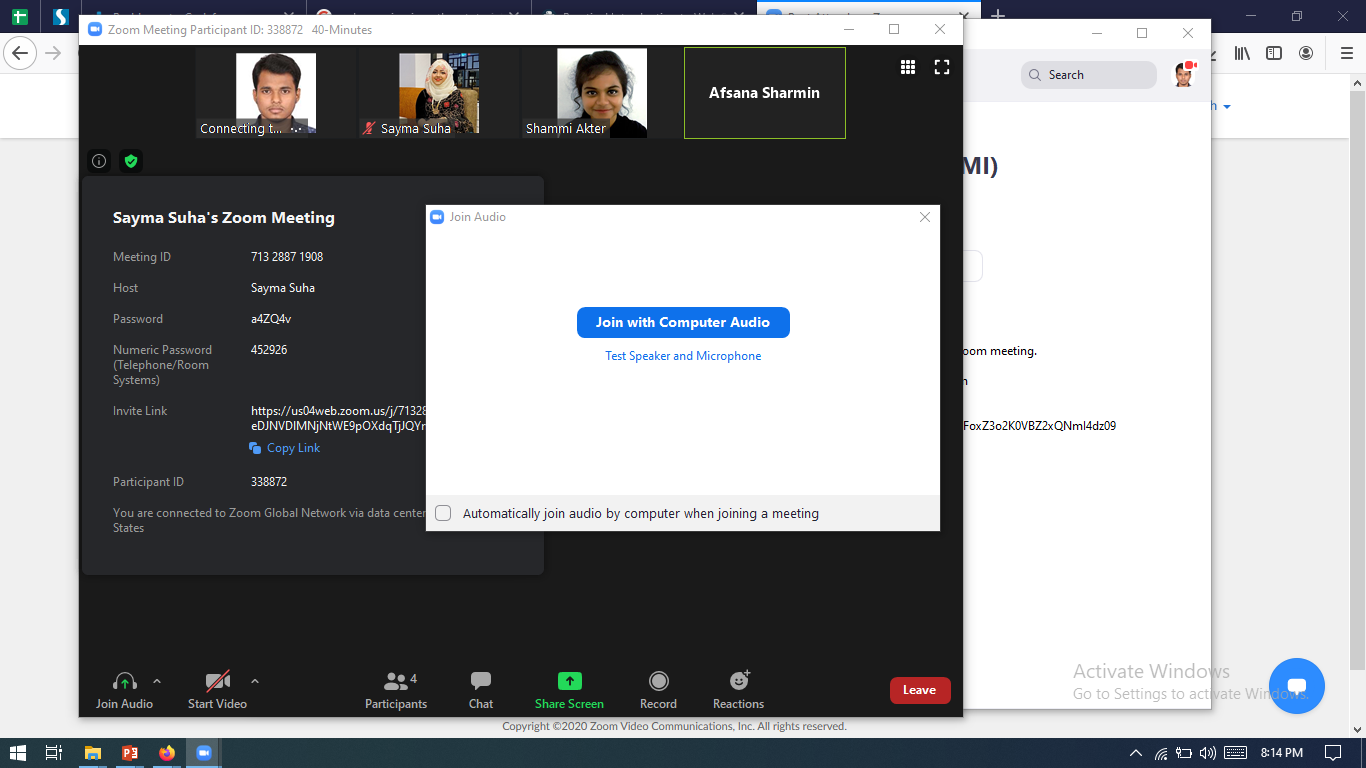 Zoom Meeting Participant ID: 338872 40-Minutes
Search
Connecting t...
Sayma Suha
Shammi Akter
Afsana Sharmin
MI)
Sayma Suha's Zoom Meeting
Join Audio
Meeting ID 713 2887 1908
Host Sayma Suha
Password a4ZQ4v
Join with Computer Audio
Numeric Password 452926
(Telephone/Room
Systems)
Test Speaker and Microphone
oom meeting.
Invite Link https://us04web.zoom.us/j/7132
eDJNVDlMNjNtWE9pOXdqTjJQY
FoxZ3o2K0VBZ2xQNml4dz09
Copy Link
Participant ID 338872
You are connected to Zoom Global Network via data center
States
Automatically join audio by computer when joining a meeting
Activate Windows
Go to Settings to activate Windows.
4
Join Audio
Start Video
Participants
Chat
Share Screen
Record
Reactions
Leave
Copyright ©2020 Zoom Video Communications, Inc. All rights reserved.
8:14 PM